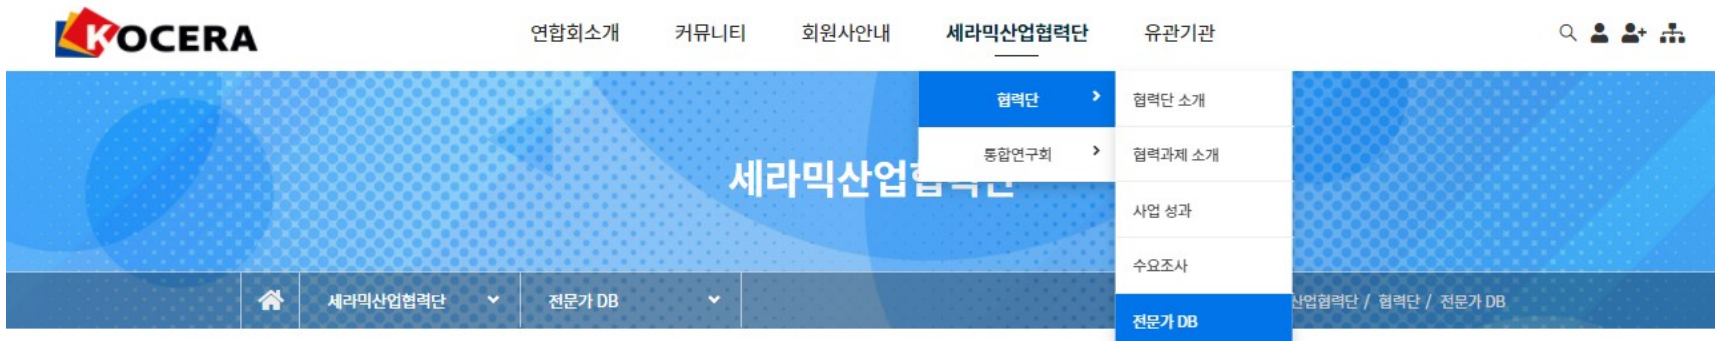 KOCERA
연합회소개 커뮤니티 회원사안내 세라믹산업협력단 유관기관
협력단 협력단 소개
통합연구회 협력과제 소개
세라믹산업협력단
사업 성과
수요조사
세라믹산업협력단 전문가 DB 산업협력단 / 협력단 / 전문가 DB
전문가 DB